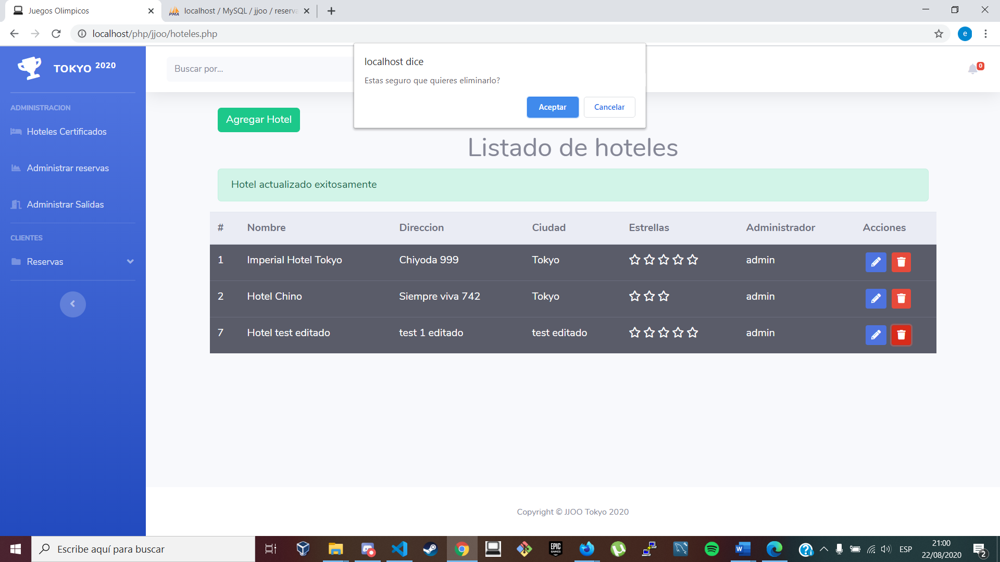 Juegos Olimpicos
localhost / MySQL / jjoo / reserva
localhost/php/jjoo/hoteles.php
e
TOKYO 2020
ADMINISTRACION
Hoteles Certificados
Administrar reservas
Administrar Salidas
CLIENTES
Reservas
Buscar por...
0
localhost dice
Estas seguro que quieres eliminarlo?
Aceptar
Cancelar
Agregar Hotel
Listado de hoteles
Hotel actualizado exitosamente
# Nombre Direccion Ciudad Estrellas Administrador Acciones
1 Imperial Hotel Tokyo Chiyoda 999 Tokyo admin
2 Hotel Chino Siempre viva 742 Tokyo admin
7 Hotel test editado test 1 editado test editado admin
Copyright © JJOO Tokyo 2020
Escribe aquí para buscar
EPIC
GAMES
ESP
21:00
22/08/2020
2